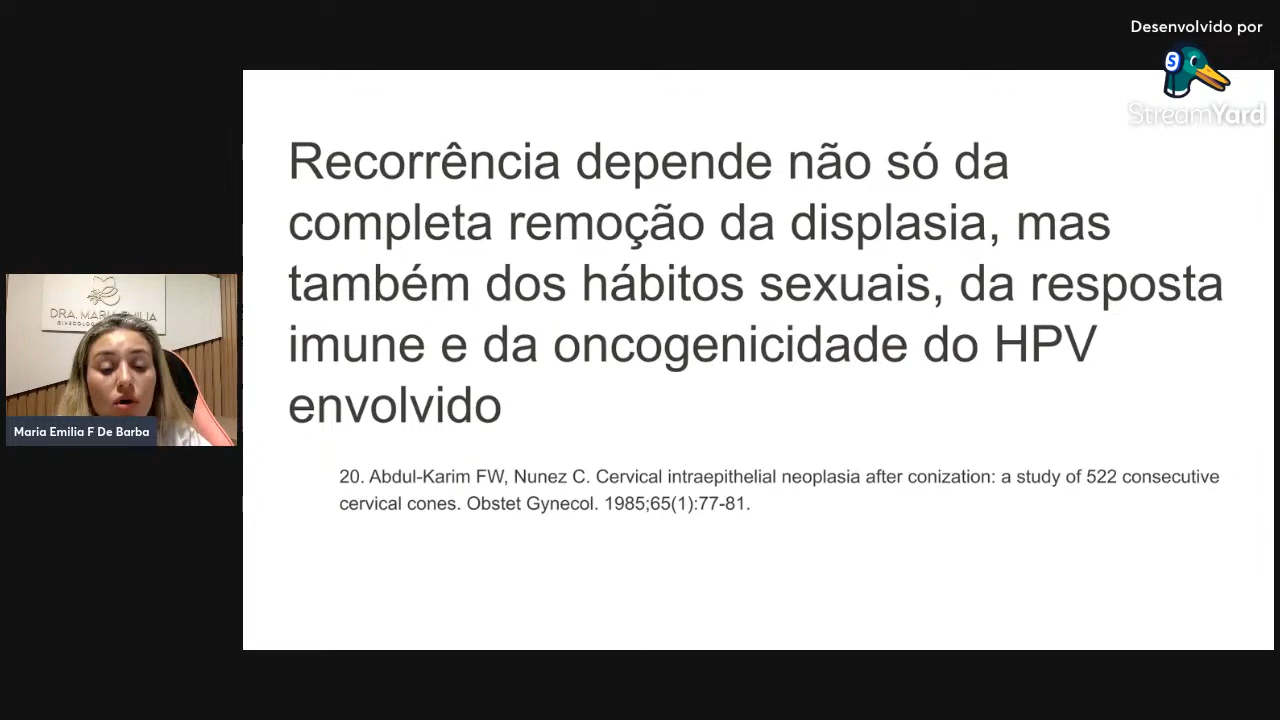 Desenvolvido por
StreamYard
Recorrência depende não só da
completa remoção da displasia, mas
também dos hábitos sexuais, da resposta
imune e da oncogenicidade do HPV
envolvido
20. Abdul-Karim FW, Nunez C. Cervical intraepithelial neoplasia after conization: a study of 522 consecutive
cervical cones. Obstet Gynecol. 1985;65(1):77-81.
DRA. MARIA EMILIA
Maria Emilia F De Barba